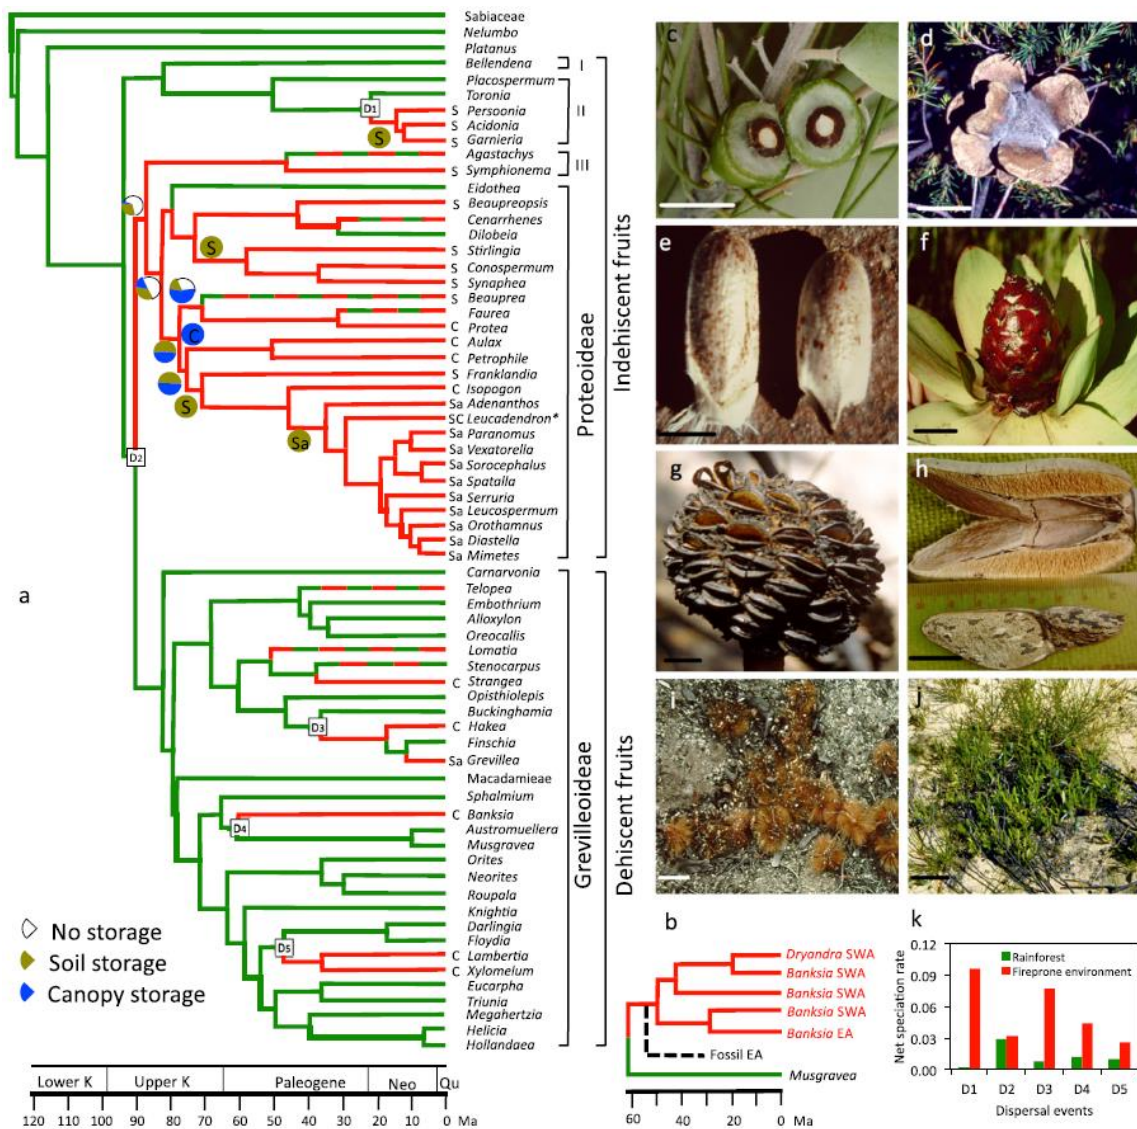 a
Sabiaceae
Nelumbo
Platanus
Bellendena
I
Placospermum
Toronia
D1
S Persoonia
II
S Acidonia
S
S Garnieria
Agastachys
III
S Symphionema
Eidothea
S Beaupreopsis
Cenarrhenes
Dilobeia
S
S Stirlingia
S Conospermum
S Synaphea
S Beauprea
Faurea
C
C Protea
C Aulax
C Petrophile
S Franklandia
S
C Isopogon
Sa Adenanthos
SC Leucadendron*
Sa
Sa Paranomus
Sa Vexatorella
D2
Sa Sorocephalus
Sa Spatalla
Sa Serruria
Sa Leucospermum
Sa Orothamnus
Sa Diastella
Sa Mimetes
Proteoideae
Indehiscent fruits
Carnarvonia
Telopea
Embothrium
Alloxylon
Oreocallis
Lomatia
Stenocarpus
C Strangea
Opisthiolepis
Buckinghamia
D3
C Hakea
Finschia
Sa Grevillea
Macadamieae
Sphalmium
C Banksia
D4
Austromuellera
Musgravea
Orites
Neorites
Roupala
Knightia
Darlingia
D5
Floydia
C Lambertia
C Xylomelum
Eucarpha
Triunia
Megahertzia
Helicia
Hollandaea
Grevilleoideae
Dehiscent fruits
No storage
Soil storage
Canopy storage
Lower K Upper K Paleogene Neo Qu
120 110 100 90 80 70 60 50 40 30 20 10 0 Ma
c
d
e
f
g
h
i
j
b
Dryandra SWA
Banksia SWA
Banksia SWA
Banksia SWA
Banksia EA
Fossil EA
Musgravea
60 40 20 0 Ma
k
Net speciation rate
0.12
0.09
0.06
0.03
0.00
Rainforest
Fireprone environment
D1 D2 D3 D4 D5
Dispersal events